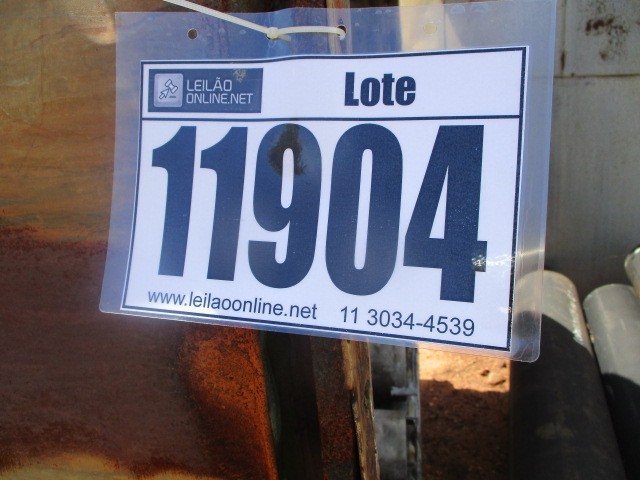 LEILÃO
ONLINE.NET
Lote
11904
www.leilaoonline.net 11 3034-4539